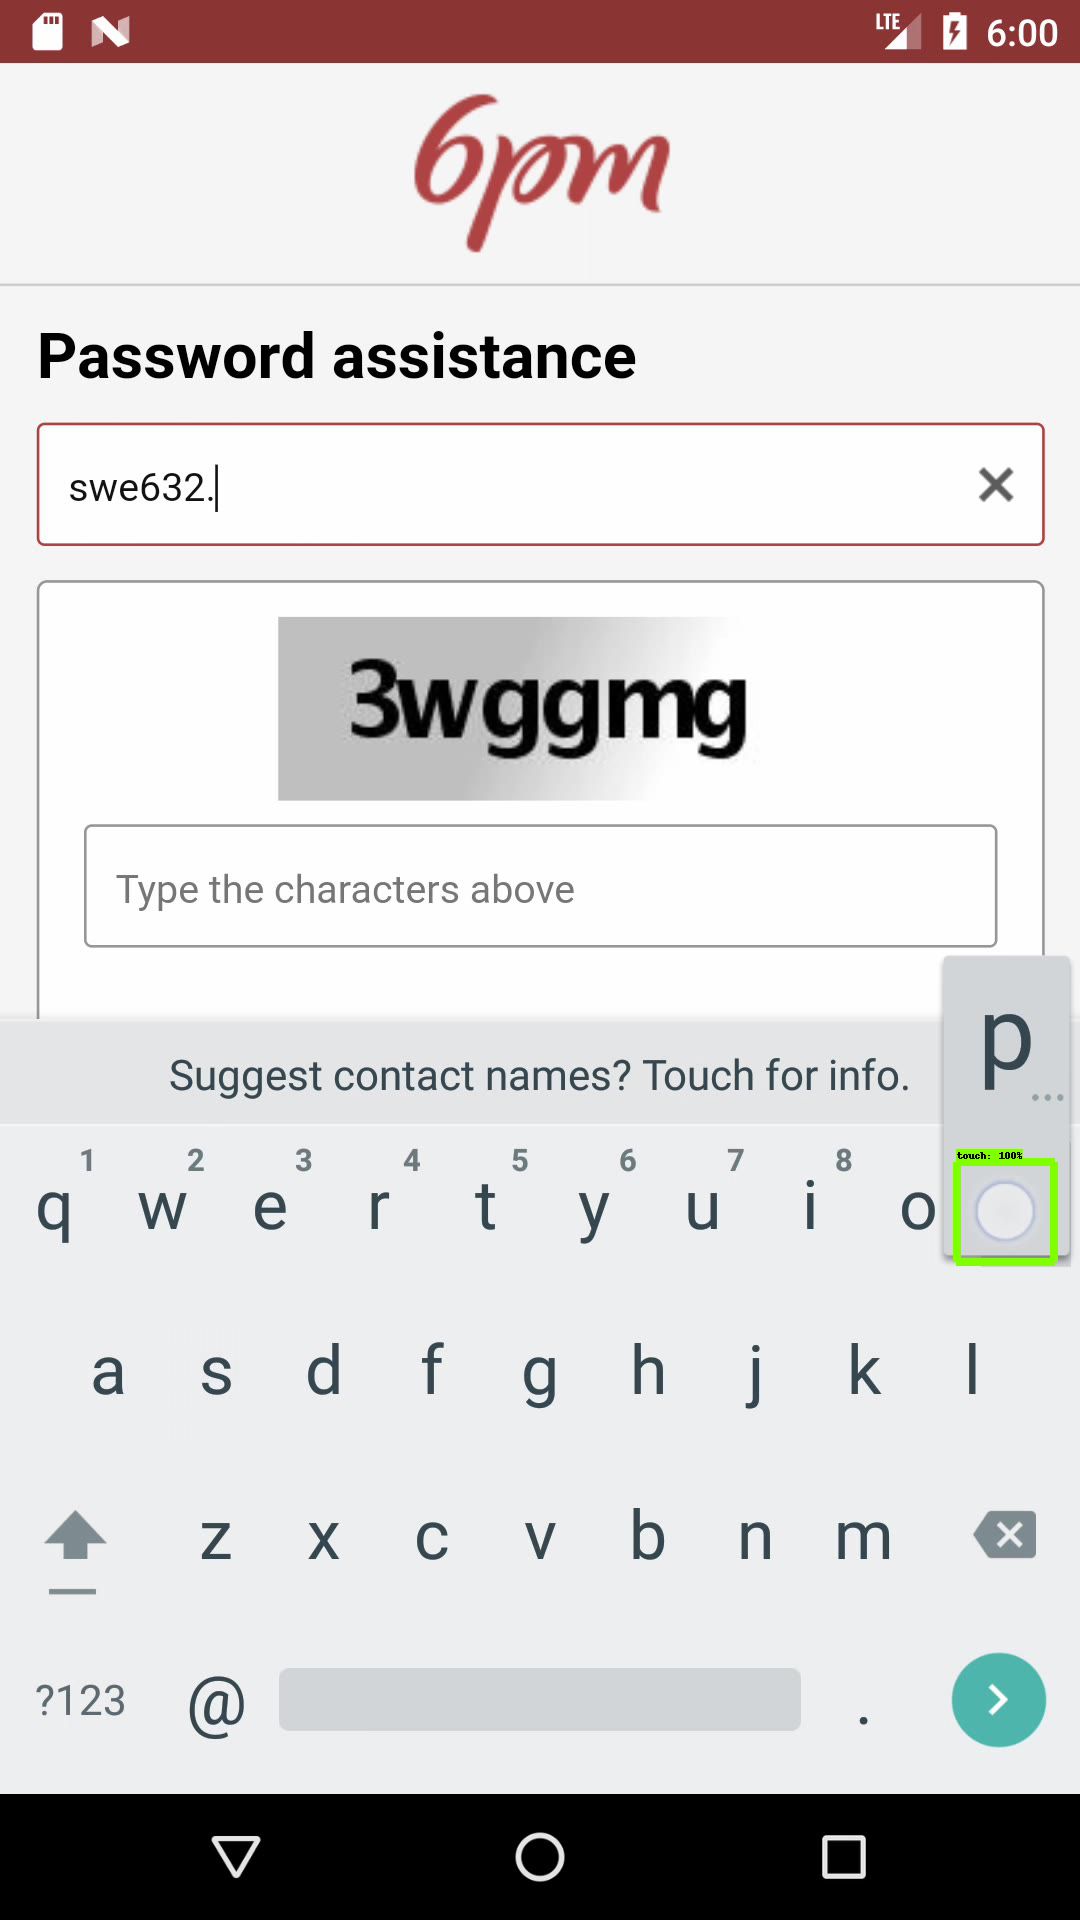 LTE 6:00
6pm
Password assistance
swe632.
3wggmg
Type the characters above
p
...
Suggest contact names? Touch for info.
touch: 100%
1 2 3 4 5 6 7 8
q w e r t y u i o
a s d f g h j k l
z x c v b n m
?123 @ .